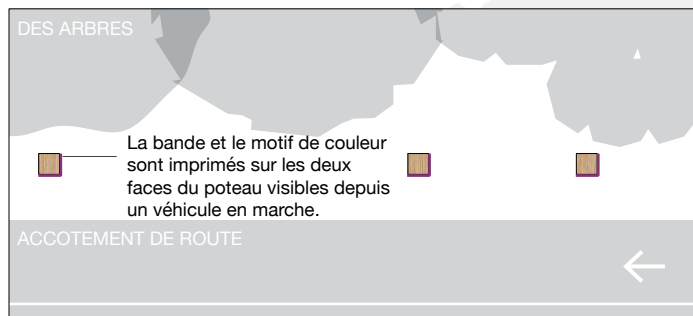 DES ARBRES
La bande et le motif de couleur
sont imprimés sur les deux
faces du poteau visibles depuis
un véhicule en marche.
ACCOTEMENT DE ROUTE